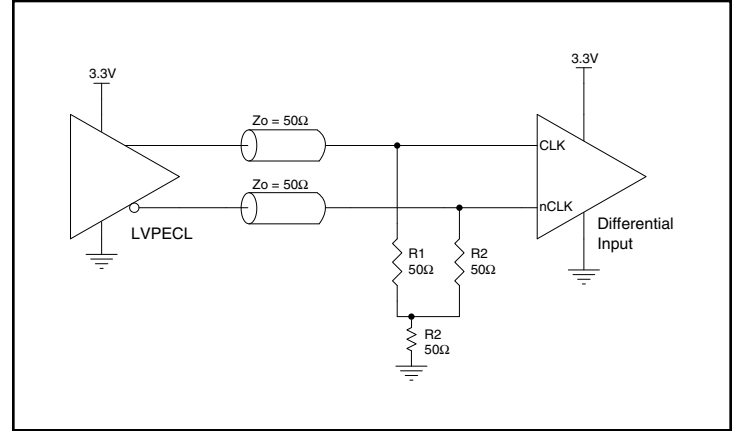 3.3V
3.3V
Zo = 50Ω
CLK
Zo = 50Ω
nCLK
LVPECL
Differential
Input
R1
50Ω
R2
50Ω
R2
50Ω